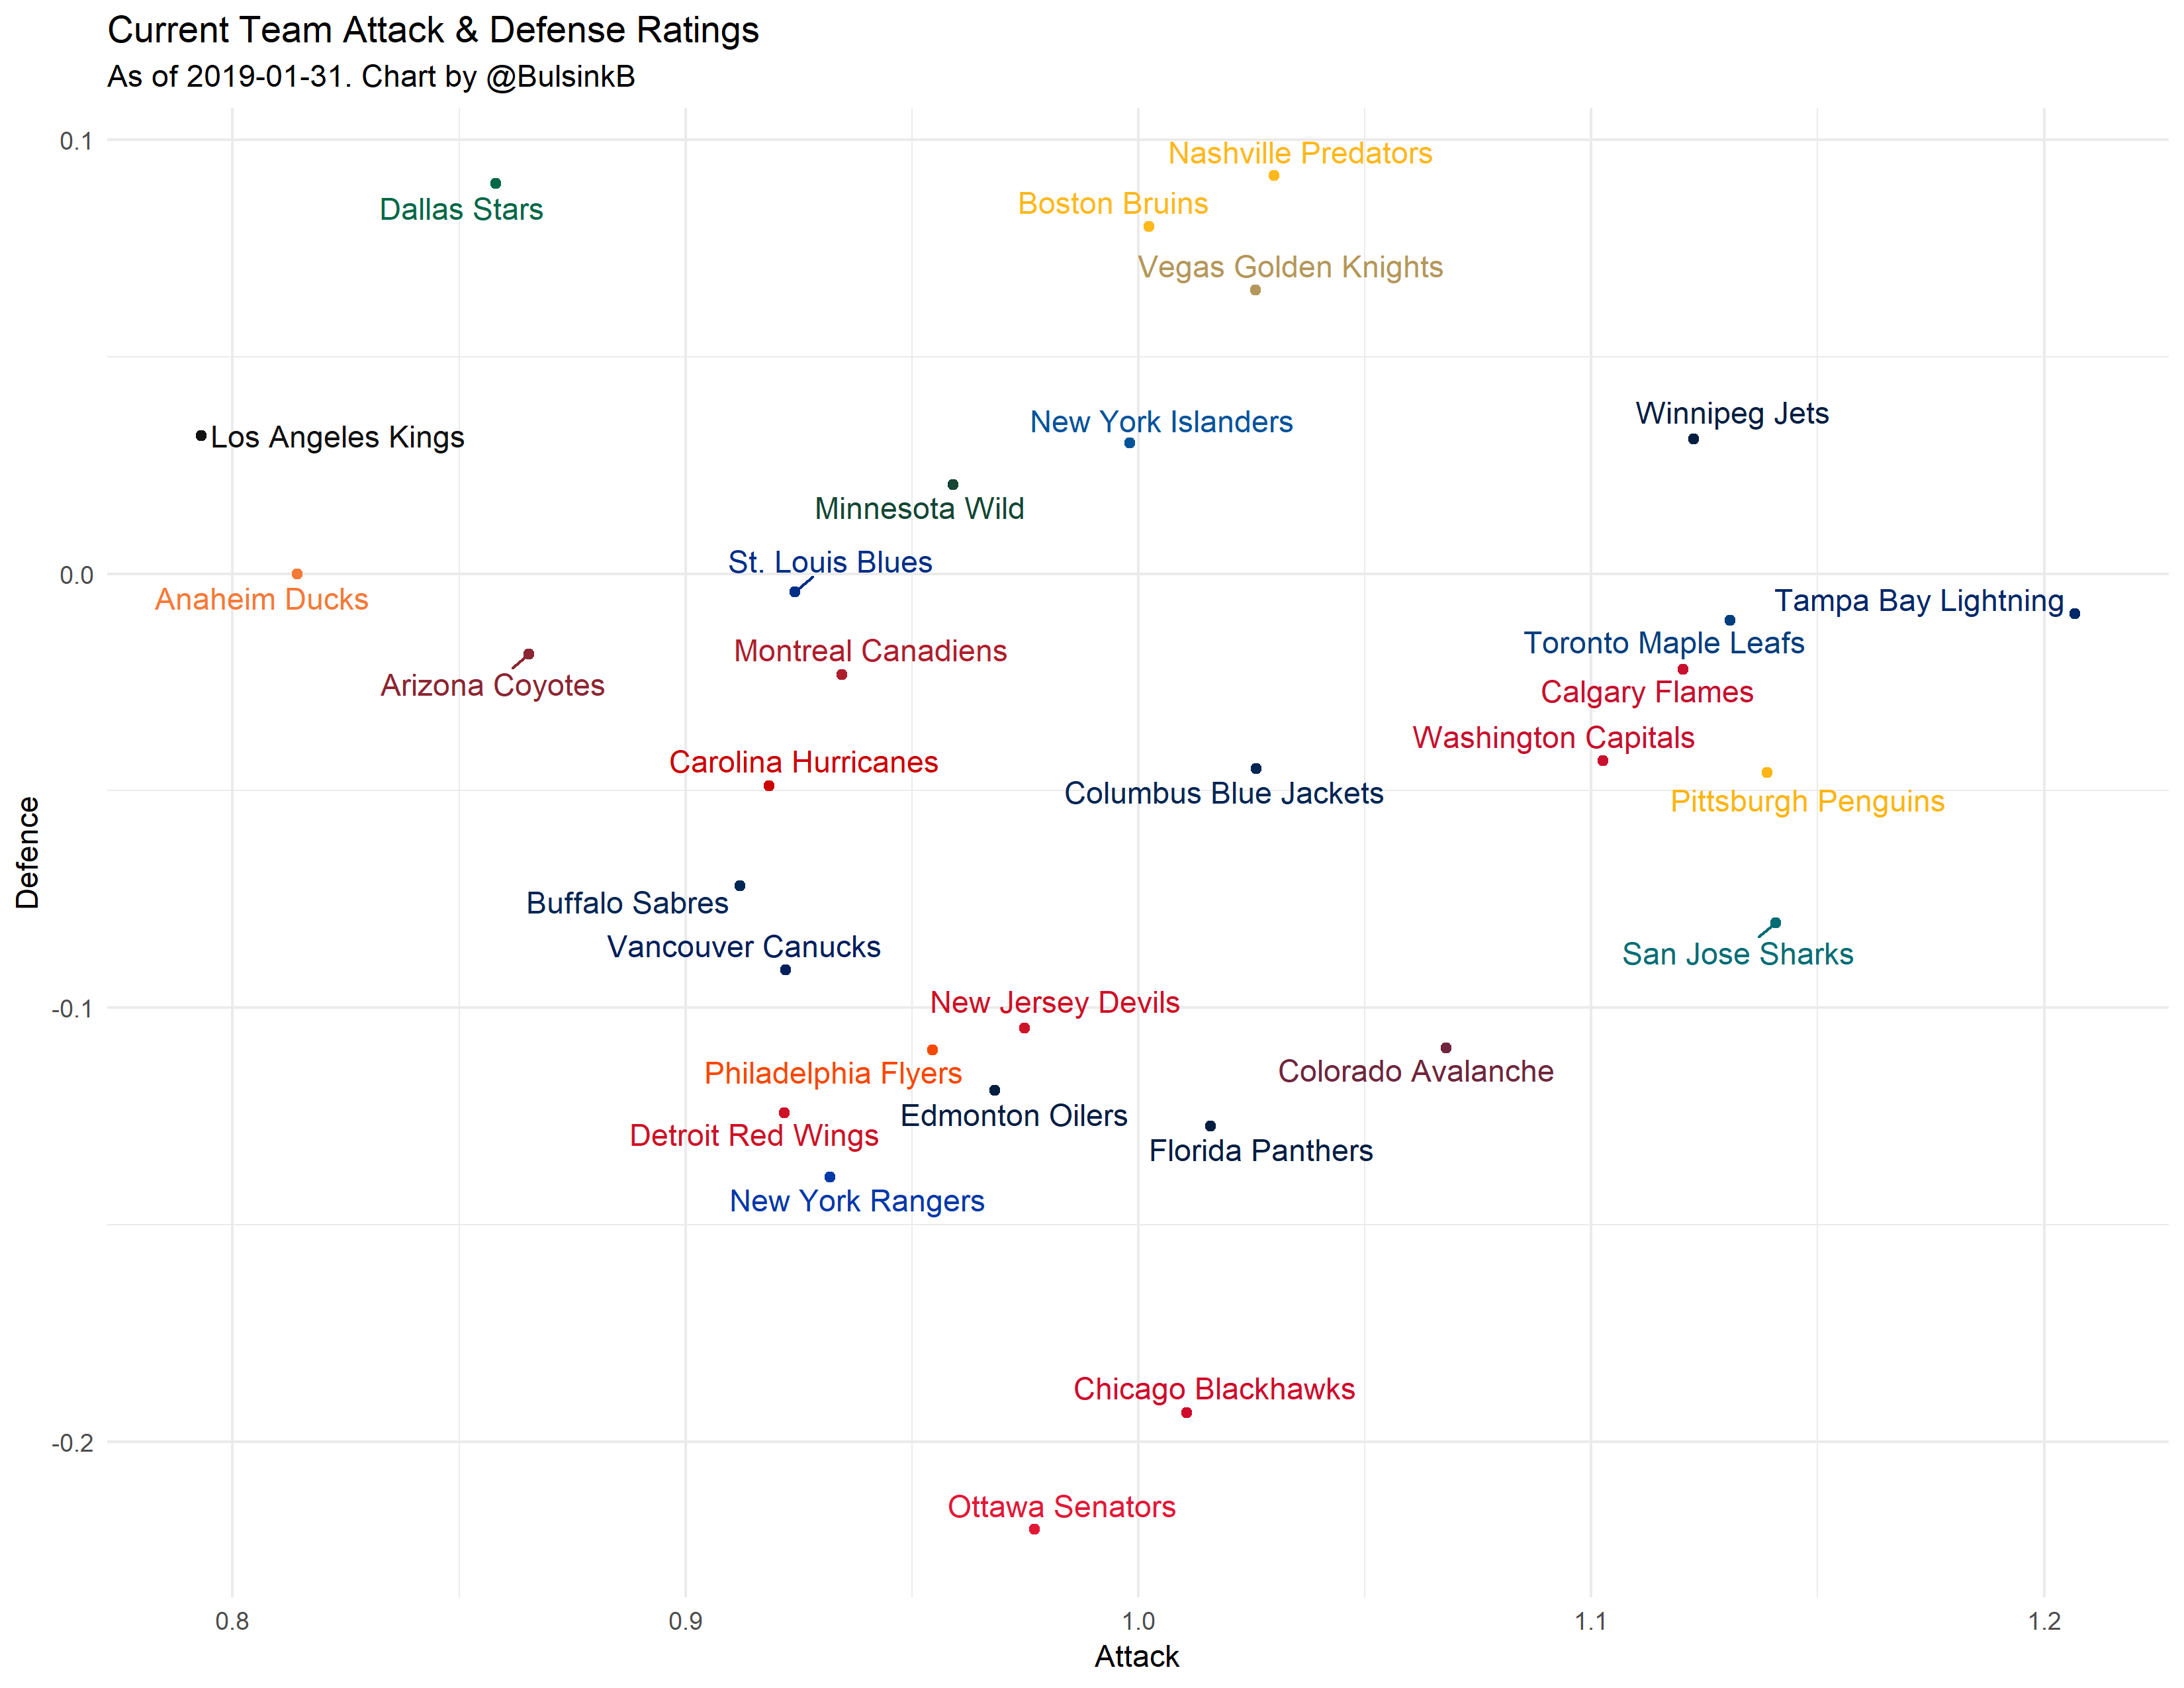 Current Team Attack & Defense Ratings
As of 2019-01-31. Chart by @BulsinkB
0.1
Nashville Predators
Boston Bruins
Dallas Stars
Vegas Golden Knights
Winnipeg Jets
New York Islanders
Los Angeles Kings
Minnesota Wild
St. Louis Blues
0.0
Anaheim Ducks
Tampa Bay Lightning
Toronto Maple Leafs
Montreal Canadiens
Arizona Coyotes
Calgary Flames
Washington Capitals
Carolina Hurricanes
Columbus Blue Jackets
Pittsburgh Penguins
Defence
Buffalo Sabres
Vancouver Canucks
San Jose Sharks
New Jersey Devils
-0.1
Philadelphia Flyers
Colorado Avalanche
Edmonton Oilers
Detroit Red Wings
Florida Panthers
New York Rangers
Chicago Blackhawks
-0.2
Ottawa Senators
0.8
0.9
1.0
1.1
1.2
Attack